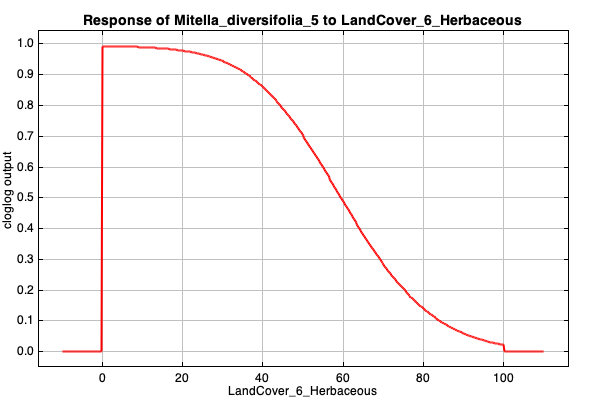 Response of Mitella_diversifolia_5 to LandCover_6_Herbaceous
1.0
0.9
0.8
0.7
0.6
0.5
0.4
0.3
0.2
0.1
0.0
cloglog output
0 20 40 60 80 100
LandCover_6_Herbaceous